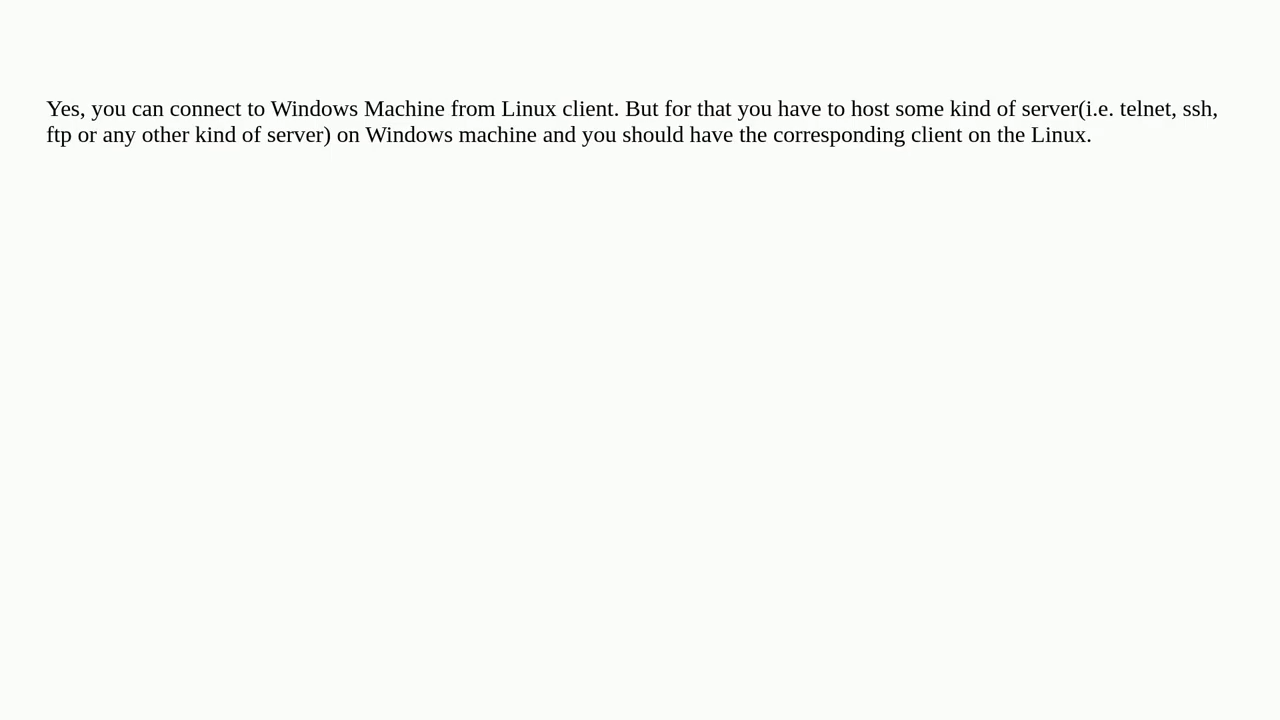 Yes, you can connect to Windows Machine from Linux client. But for that you have to host some kind of server(i.e. telnet, ssh,
ftp or any other kind of server) on Windows machine and you should have the corresponding client on the Linux.